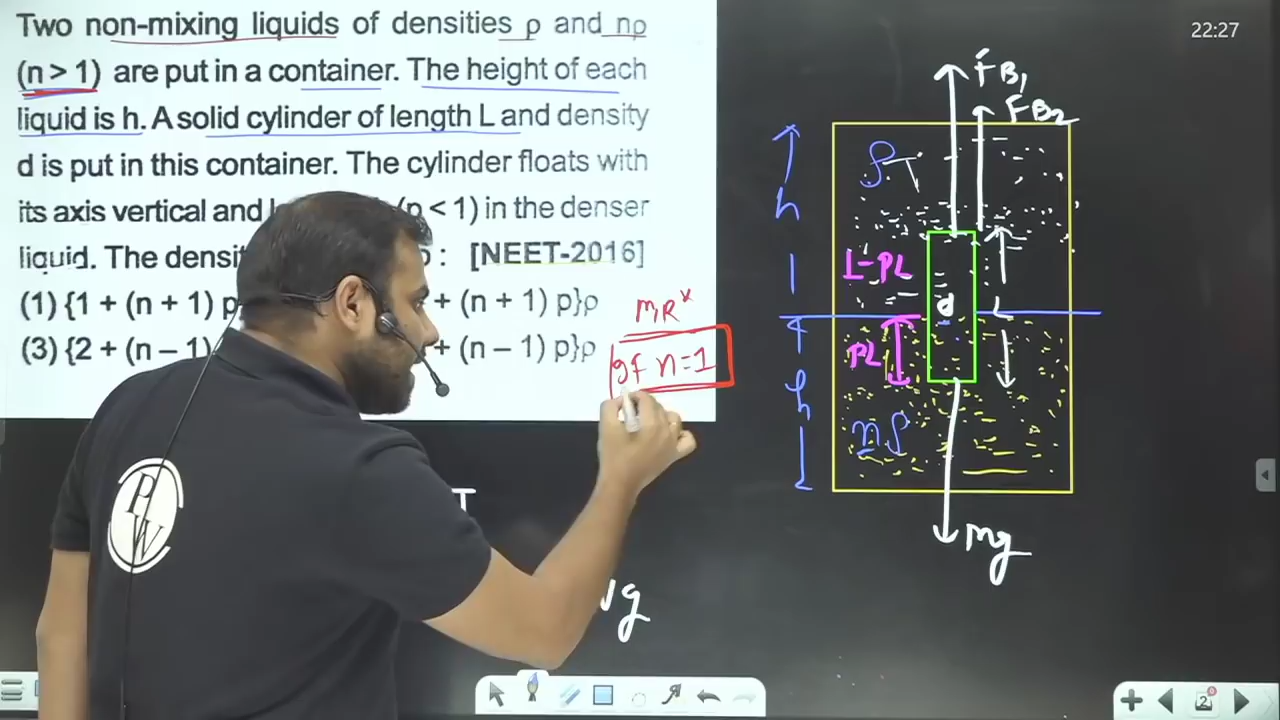 Two non-mixing liquids of densities ρ and nρ
(n > 1) are put in a container. The height of each
liquid is h. A solid cylinder of length L and density
d is put in this container. The cylinder floats with
its axis vertical and (p < 1) in the denser
liquid. The densit : [NEET-2016]
(1) {1 + (n + 1) p + (n + 1) p}ρ
(3) {2 + (n – 1) + (n – 1) p}ρ
MR*
gf n=1
22:27
FB1
FB2
ρ
h
L-PL
d
L
PL
h
nρ
mg
g
PW
2